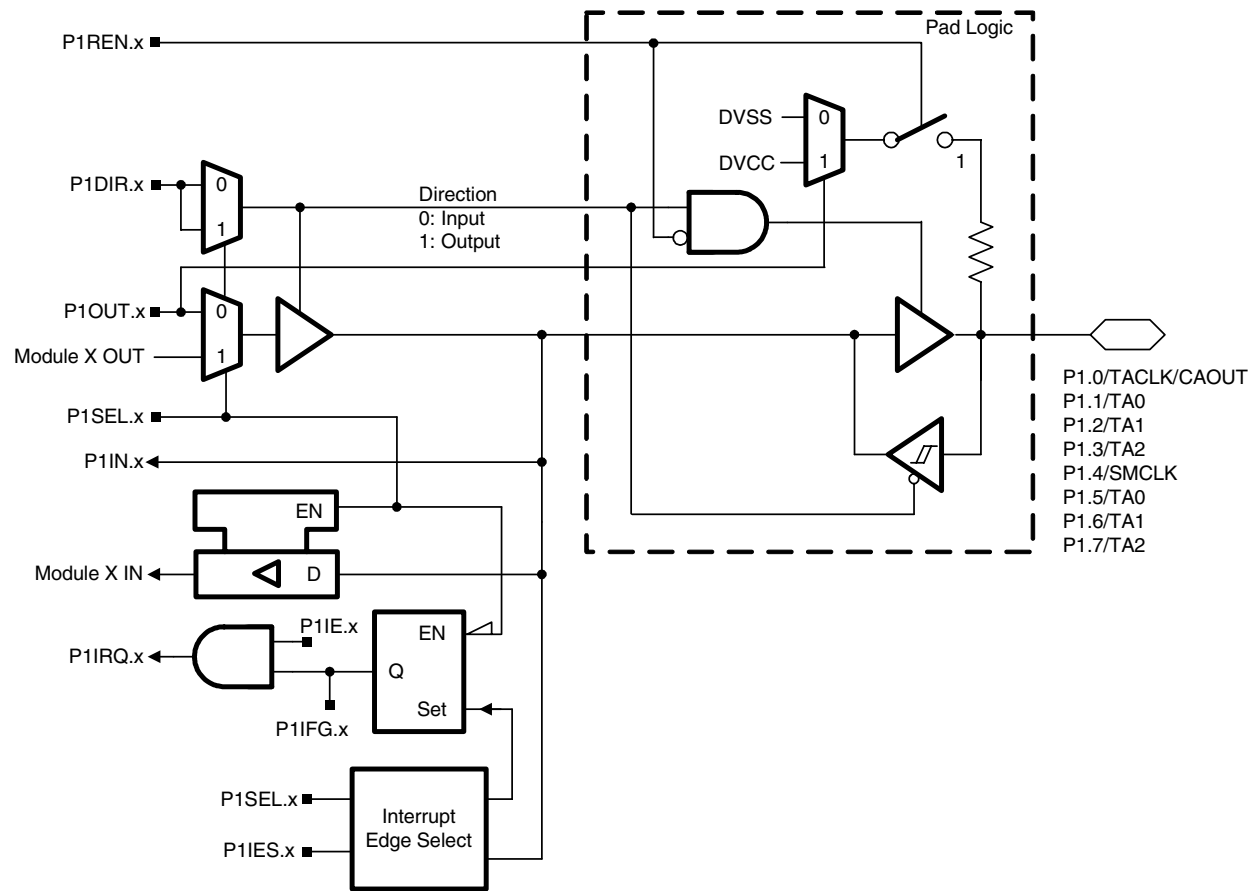 Pad Logic
P1REN.x
DVSS
0
DVCC
1
1
P1DIR.x
0
1
Direction
0: Input
1: Output
P1OUT.x
0
Module X OUT
1
P1SEL.x
P1IN.x
EN
Module X IN
D
P1IE.x
P1IRQ.x
EN
Q
Set
P1IFG.x
P1SEL.x
P1IES.x
Interrupt
Edge Select
P1.0/TACLK/CAOUT
P1.1/TA0
P1.2/TA1
P1.3/TA2
P1.4/SMCLK
P1.5/TA0
P1.6/TA1
P1.7/TA2